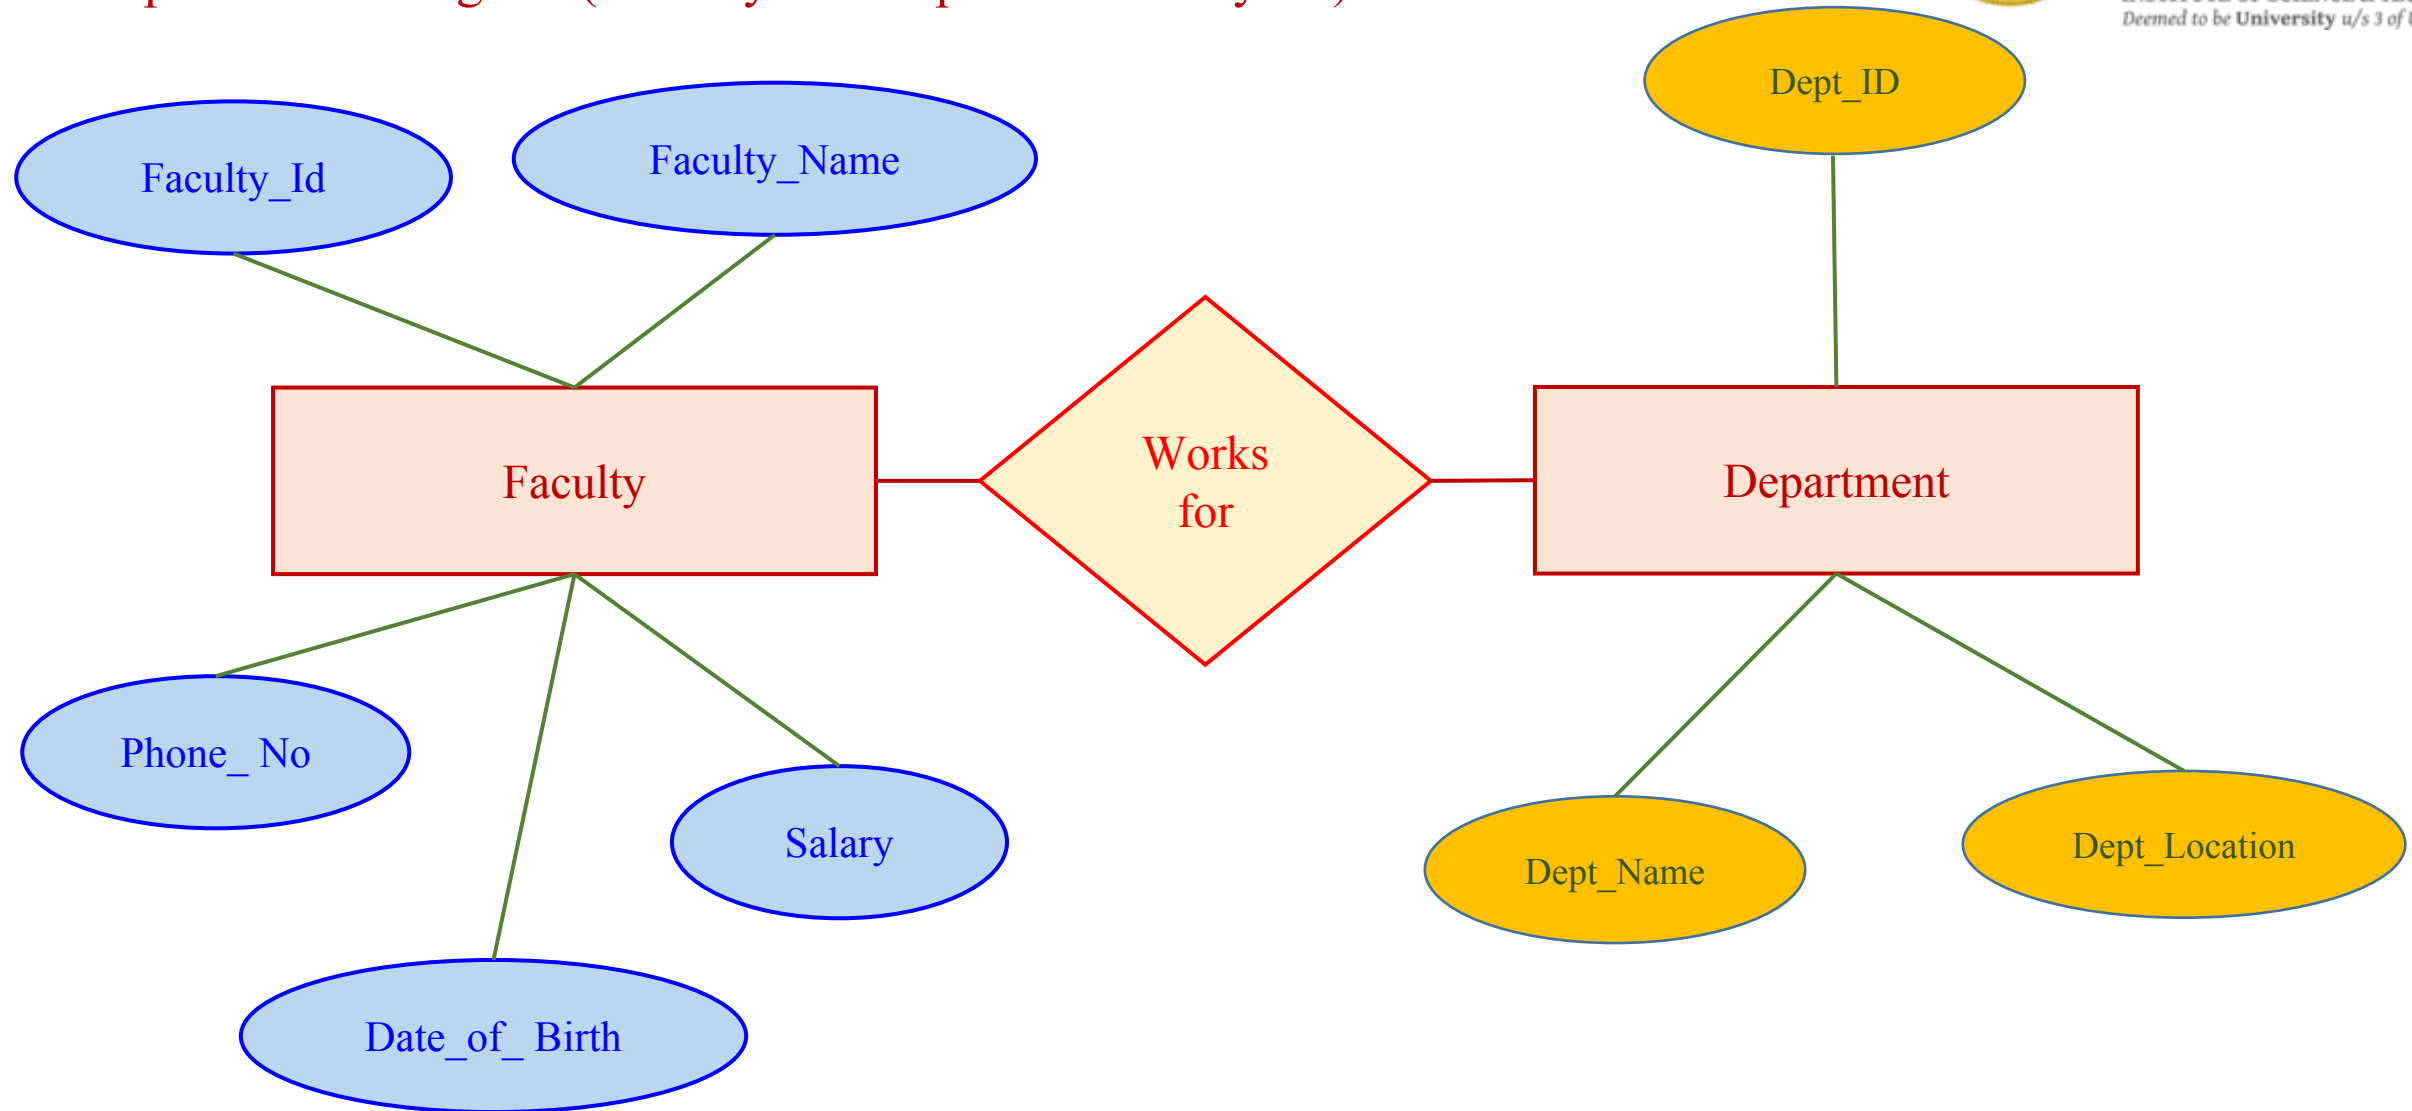 Deemed to be University u/s 3 of
Dept_ID
Faculty_Id
Faculty_Name
Works
for
Faculty
Department
Phone_ No
Salary
Dept_Name
Dept_Location
Date_of_ Birth